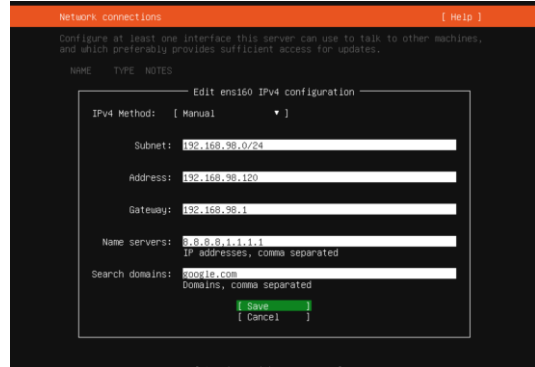 Network connections [ Help ]
Configure at least one interface this server can use to talk to other machines,
and which preferably provides sufficient access for updates.
NAME TYPE NOTES
Edit ens160 IPv4 configuration
IPv4 Method: [ Manual ▾ ]
Subnet: 192.168.98.0/24
Address: 192.168.98.120
Gateway: 192.168.98.1
Name servers: 8.8.8.8,1.1.1.1
IP addresses, comma separated
Search domains: google.com
Domains, comma separated
[ Save ]
[ Cancel ]